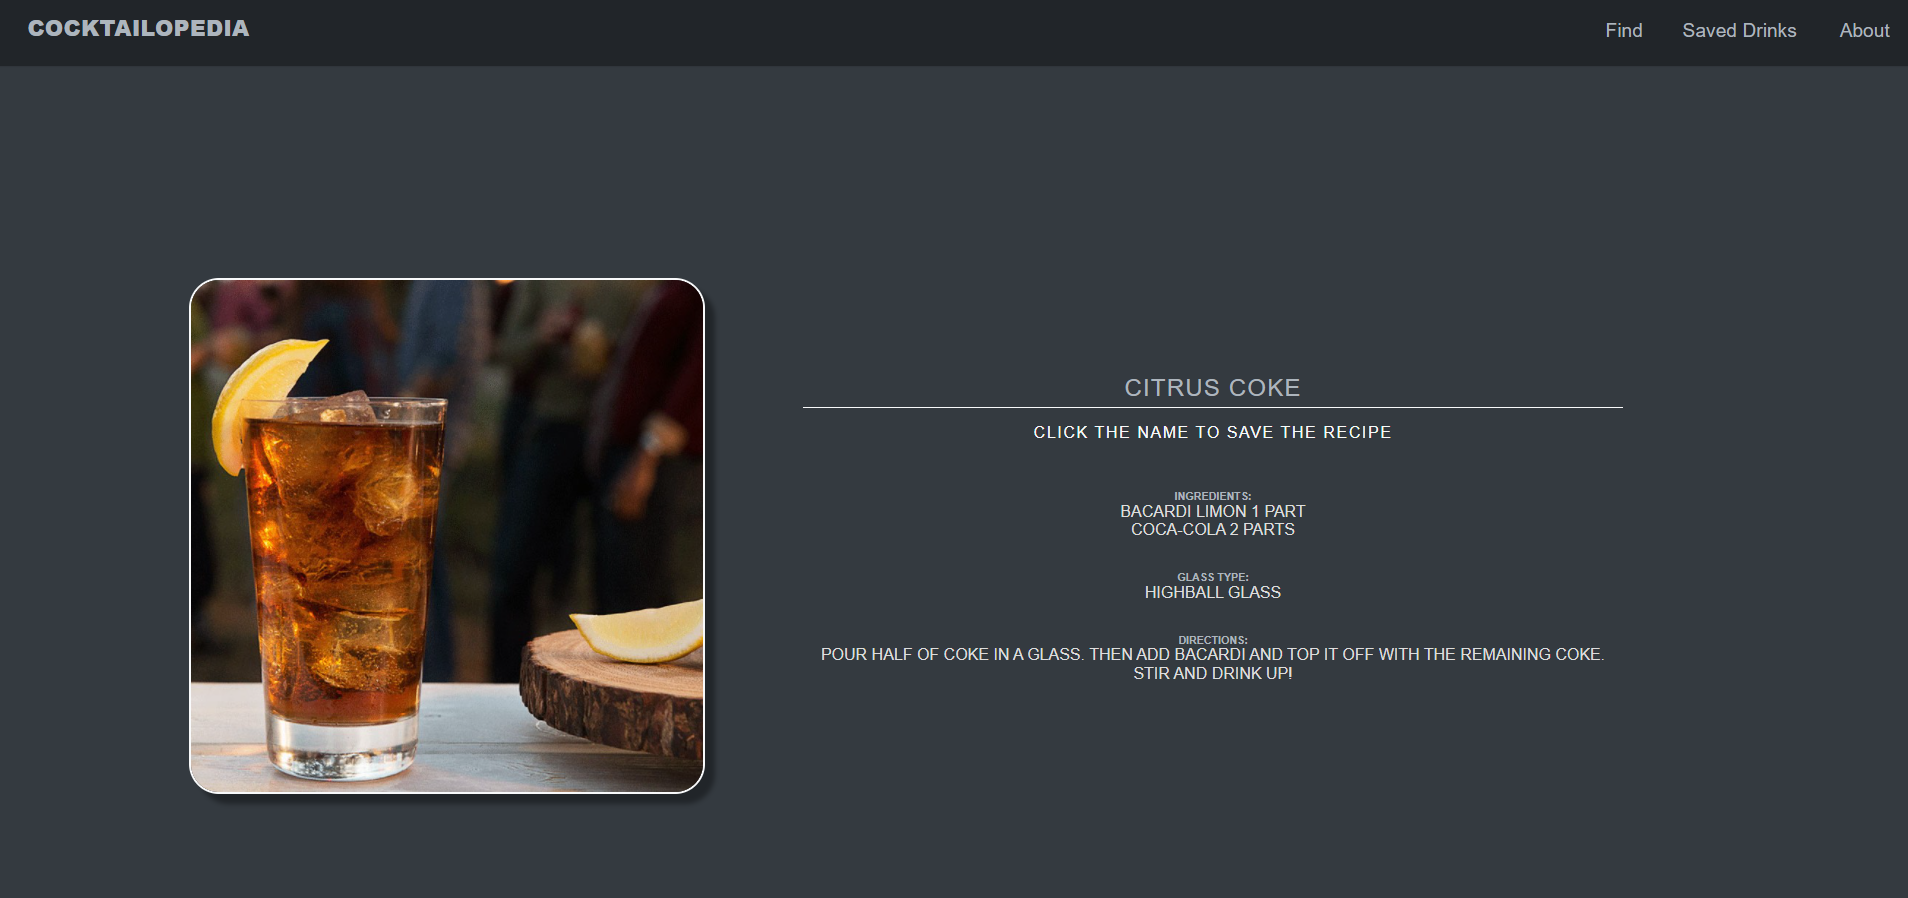 COCKTAILOPEDIA
Find Saved Drinks About
CITRUS COKE
CLICK THE NAME TO SAVE THE RECIPE
INGREDIENTS:
BACARDI LIMON 1 PART
COCA-COLA 2 PARTS
GLASS TYPE:
HIGHBALL GLASS
DIRECTIONS:
POUR HALF OF COKE IN A GLASS. THEN ADD BACARDI AND TOP IT OFF WITH THE REMAINING COKE.
STIR AND DRINK UP!